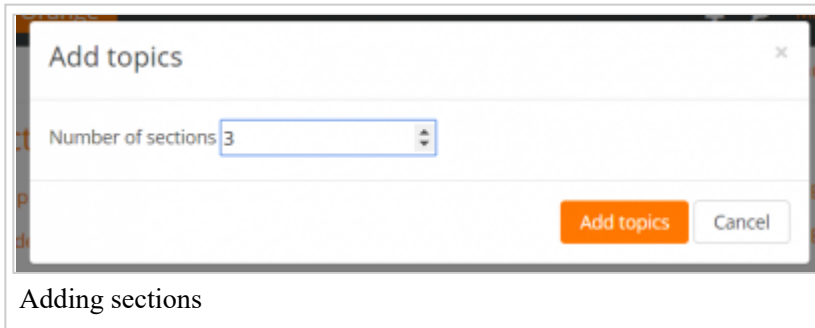 Add topics ×
Number of sections 3
Add topics Cancel
Adding sections